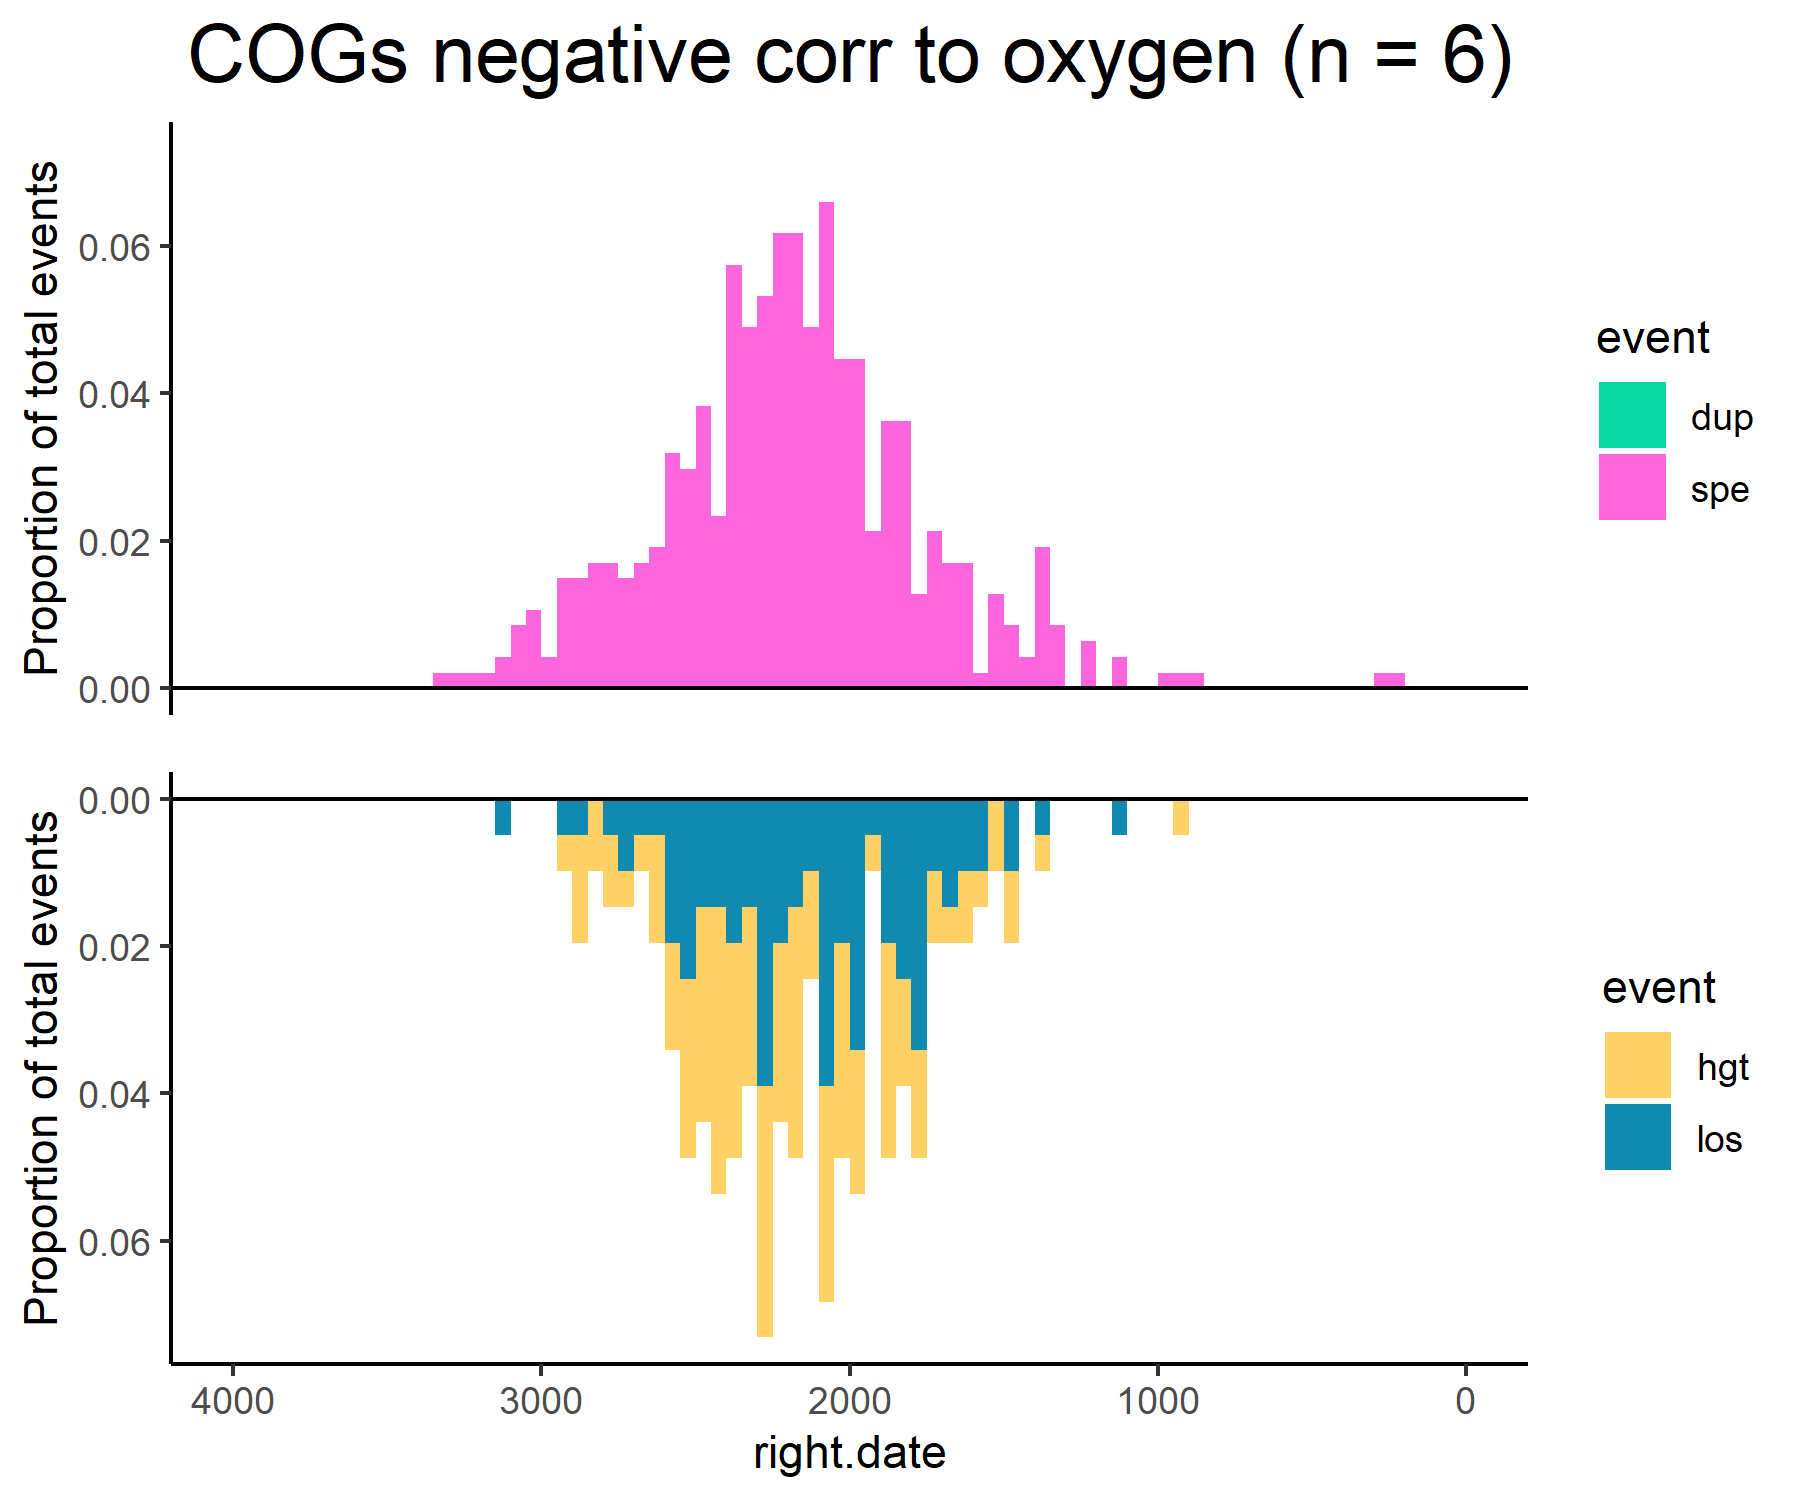 COGs negative corr to oxygen (n = 6)
Proportion of total events
0.06
0.04
0.02
0.00
event
dup
spe
Proportion of total events
0.00
0.02
0.04
0.06
event
hgt
los
4000 3000 2000 1000 0
right.date